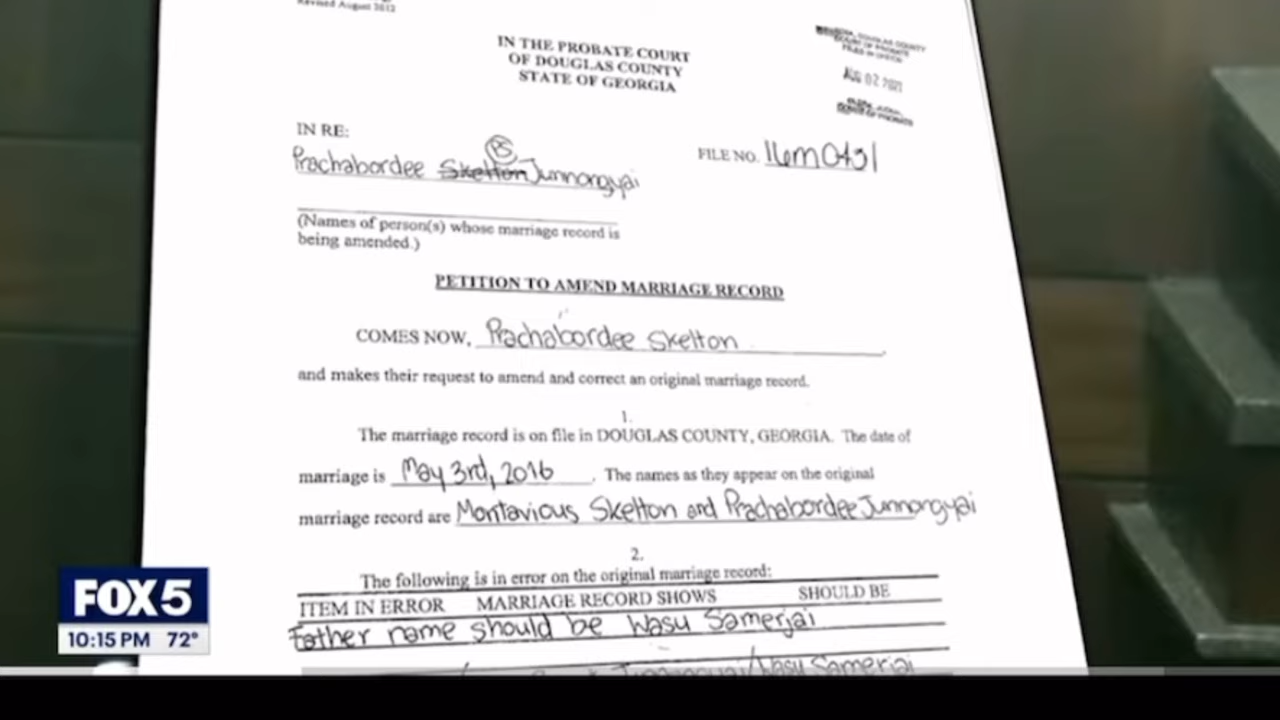 Revised August 2012
IN THE PROBATE COURT
OF DOUGLAS COUNTY
STATE OF GEORGIA
AUG 02 2021
IN RE:
PS
Prachabordee Skelton Junnongyai
FILE NO. 16M0431
(Names of person(s) whose marriage record is
being amended.)
PETITION TO AMEND MARRIAGE RECORD
COMES NOW, Prachabordee Skelton
and makes their request to amend and correct an original marriage record.
1.
The marriage record is on file in DOUGLAS COUNTY, GEORGIA. The date of
marriage is May 3rd, 2016. The names as they appear on the original
marriage record are Montavious Skelton and Prachabordee Junnongyai
2.
The following is in error on the original marriage record:
ITEM IN ERROR MARRIAGE RECORD SHOWS SHOULD BE
Father name should be Wasu Samerjai
Junnongyai/Wasu Samerjai
FOX 5
10:15 PM 72°